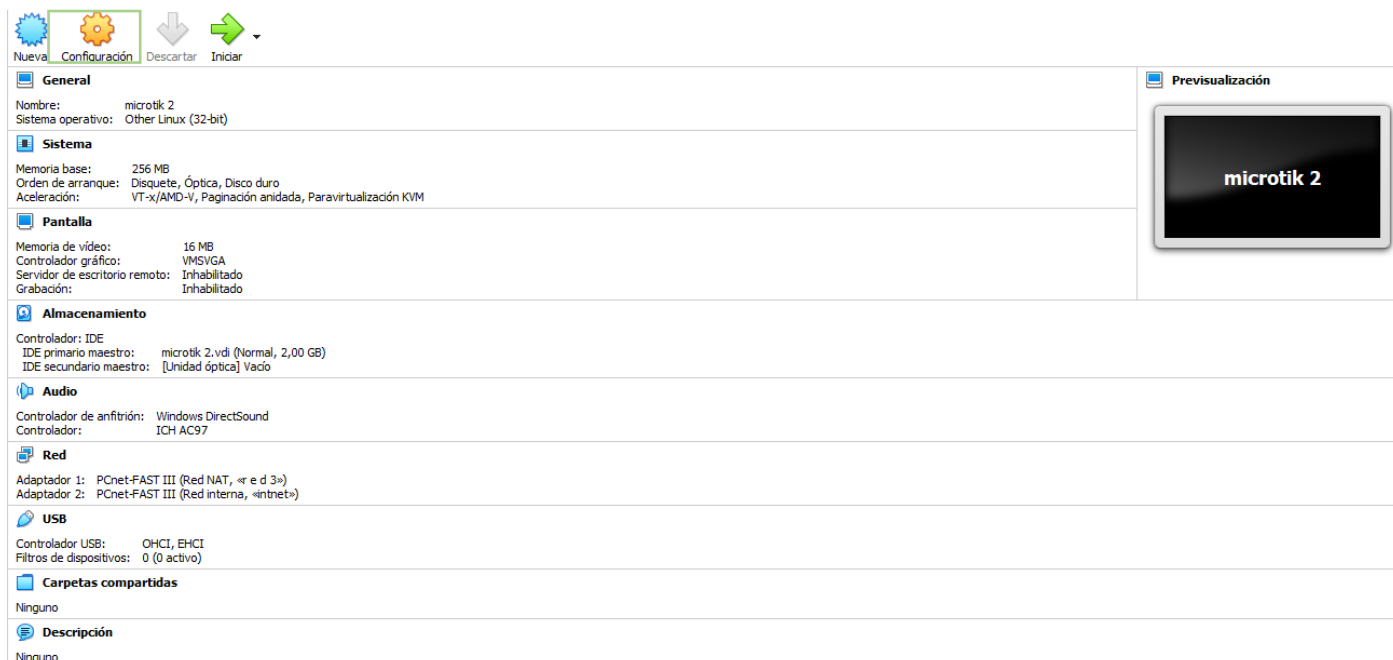 Nueva Configuración Descartar Iniciar
General
Nombre: microtik 2
Sistema operativo: Other Linux (32-bit)
Previsualización
microtik 2
Sistema
Memoria base: 256 MB
Orden de arranque: Disquete, Óptica, Disco duro
Aceleración: VT-x/AMD-V, Paginación anidada, Paravirtualización KVM
Pantalla
Memoria de vídeo: 16 MB
Controlador gráfico: VMSVGA
Servidor de escritorio remoto: Inhabilitado
Grabación: Inhabilitado
Almacenamiento
Controlador: IDE
IDE primario maestro: microtik 2.vdi (Normal, 2,00 GB)
IDE secundario maestro: [Unidad óptica] Vacío
Audio
Controlador de anfitrión: Windows DirectSound
Controlador: ICH AC97
Red
Adaptador 1: PCnet-FAST III (Red NAT, «r e d 3»)
Adaptador 2: PCnet-FAST III (Red interna, «intnet»)
USB
Controlador USB: OHCI, EHCI
Filtros de dispositivos: 0 (0 activo)
Carpetas compartidas
Ninguno
Descripción
Ninguno